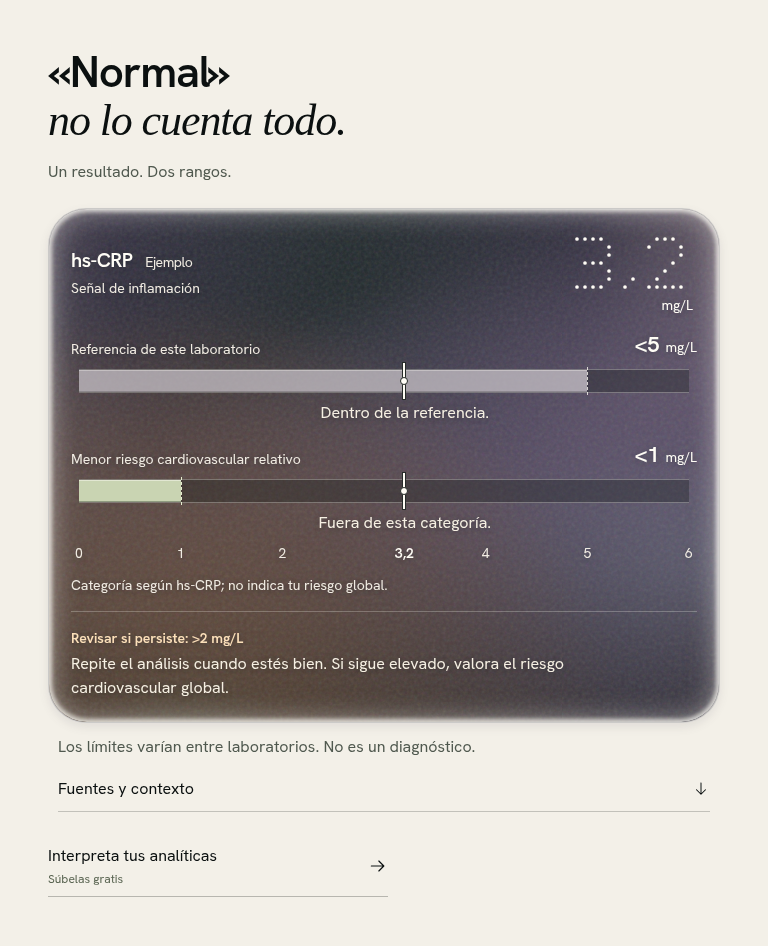 «Normal»
no lo cuenta todo.
Un resultado. Dos rangos.
hs-CRP Ejemplo
3.2
Señal de inflamación
mg/L
Referencia de este laboratorio <5 mg/L
Dentro de la referencia.
Menor riesgo cardiovascular relativo <1 mg/L
Fuera de esta categoría.
0 1 2 3,2 4 5 6
Categoría según hs-CRP; no indica tu riesgo global.
Revisar si persiste: >2 mg/L
Repite el análisis cuando estés bien. Si sigue elevado, valora el riesgo
cardiovascular global.
Los límites varían entre laboratorios. No es un diagnóstico.
Fuentes y contexto
Interpreta tus analíticas
Súbelas gratis